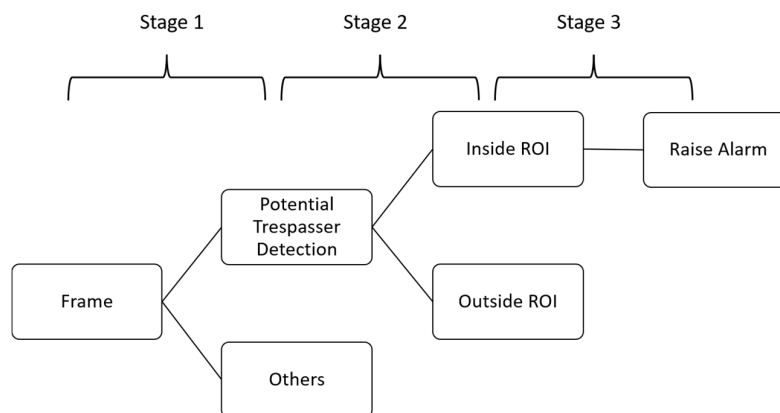 Stage 1
Stage 2
Stage 3
Inside ROI
Raise Alarm
Potential
Trespasser
Detection
Frame
Outside ROI
Others